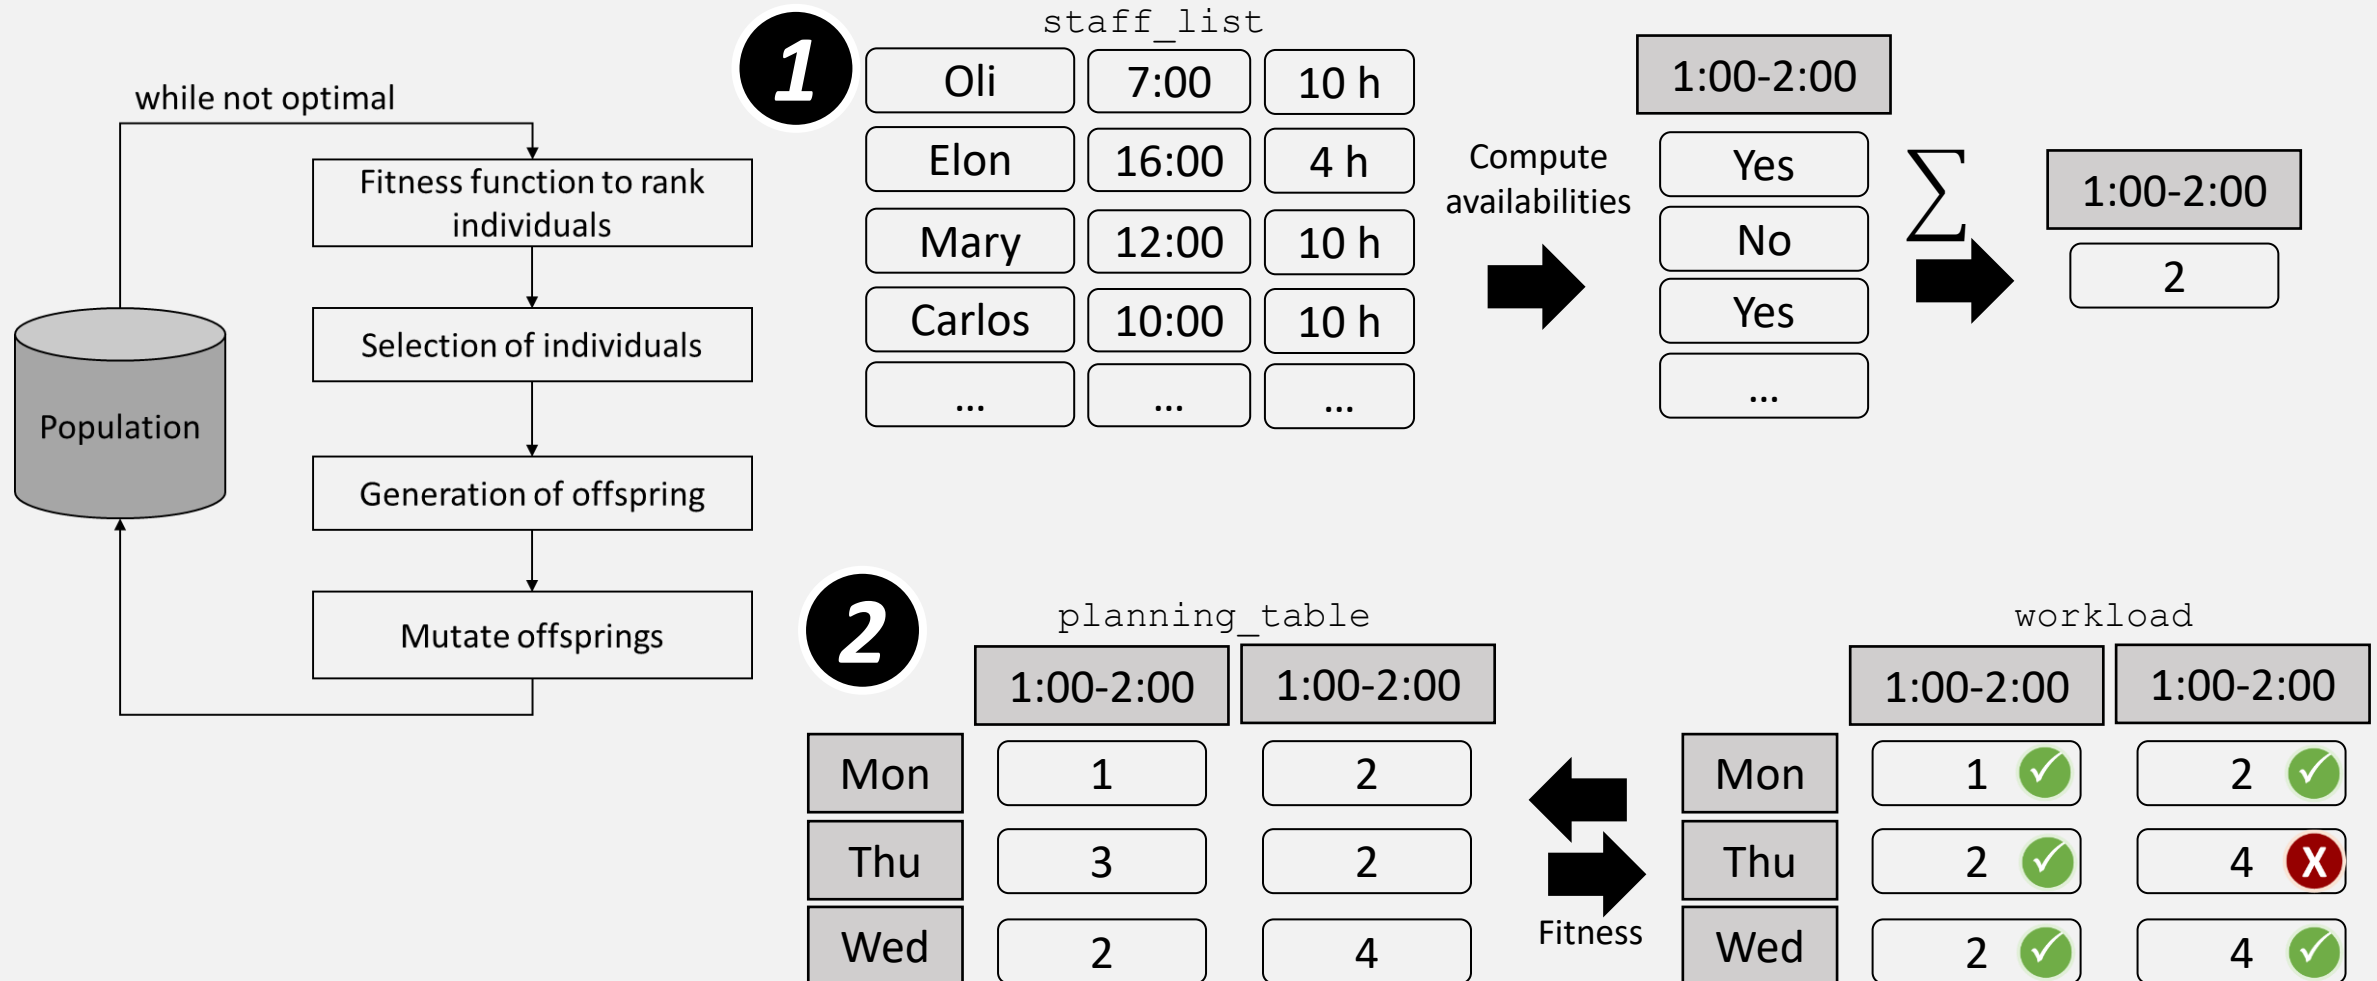 while not optimal
Fitness function to rank
individuals
Selection of individuals
Generation of offspring
Mutate offsprings
Population
1
staff_list
Oli 7:00 10 h
Elon 16:00 4 h
Mary 12:00 10 h
Carlos 10:00 10 h
... ... ...
Compute
availabilities
1:00-2:00
Yes
No
Yes
...
∑
1:00-2:00
2
2
planning_table
1:00-2:00 1:00-2:00
Mon 1 2
Thu 3 2
Wed 2 4
Fitness
workload
1:00-2:00 1:00-2:00
Mon 1 ✓ 2 ✓
Thu 2 ✓ 4 X
Wed 2 ✓ 4 ✓